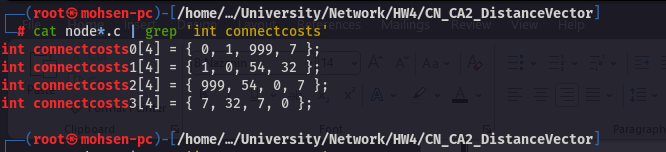 (root㉿mohsen-pc)-[/home/…/University/Network/HW4/CN_CA2_DistanceVector]
# cat node*.c | grep 'int connectcosts'
int connectcosts0[4] = { 0, 1, 999, 7 };
int connectcosts1[4] = { 1, 0, 54, 32 };
int connectcosts2[4] = { 999, 54, 0, 7 };
int connectcosts3[4] = { 7, 32, 7, 0 };
Clipboard
Paragraph
(root㉿mohsen-pc)-[/home/…/University/Network/HW4/CN_CA2_DistanceVector]